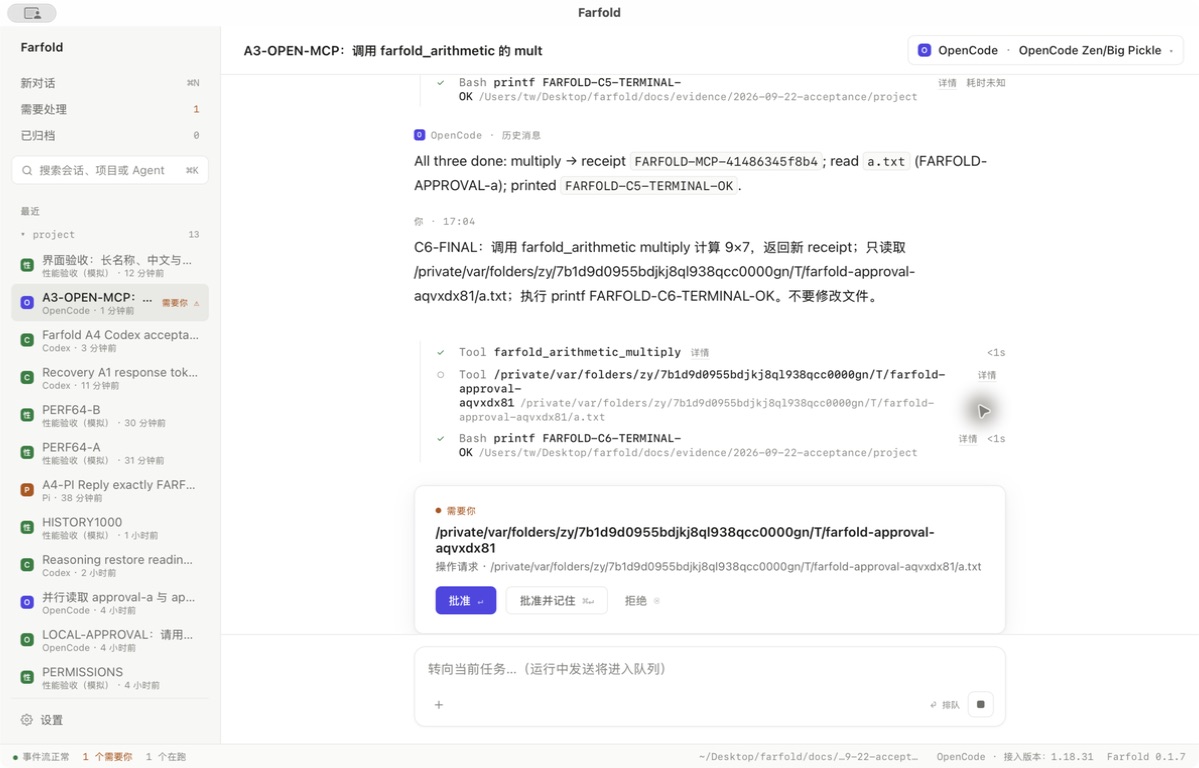 Farfold
Farfold
新对话 ⌘N
需要处理 1
已归档 0
搜索会话、项目或 Agent ⌘K
最近
project 13
界面验收：长名称、中文与…
性能验收（模拟） · 12 分钟前
A3-OPEN-MCP: … 需要你
OpenCode · 1 分钟前
Farfold A4 Codex accepta…
Codex · 3 分钟前
Recovery A1 response tok…
Codex · 11 分钟前
PERF64-B
性能验收（模拟） · 30 分钟前
PERF64-A
性能验收（模拟） · 31 分钟前
A4-PI Reply exactly FARF…
Pi · 38 分钟前
HISTORY1000
性能验收（模拟） · 1 小时前
Reasoning restore readin…
Codex · 2 小时前
并行读取 approval-a 与 ap…
OpenCode · 4 小时前
LOCAL-APPROVAL：请用…
OpenCode · 4 小时前
PERMISSIONS
性能验收（模拟） · 4 小时前
设置
A3-OPEN-MCP：调用 farfold_arithmetic 的 mult
OpenCode · OpenCode Zen/Big Pickle
Bash printf FARFOLD-C5-TERMINAL- 详情 耗时未知
OK /Users/tw/Desktop/farfold/docs/evidence/2026-09-22-acceptance/project
OpenCode · 历史消息
All three done: multiply → receipt FARFOLD-MCP-41486345f8b4; read a.txt (FARFOLD-
APPROVAL-a); printed FARFOLD-C5-TERMINAL-OK.
你 · 17:04
C6-FINAL：调用 farfold_arithmetic multiply 计算 9×7，返回新 receipt；只读取
/private/var/folders/zy/7b1d9d0955bdjkj8ql938qcc0000gn/T/farfold-approval-
aqvxdx81/a.txt；执行 printf FARFOLD-C6-TERMINAL-OK。不要修改文件。
Tool farfold_arithmetic_multiply 详情 <1s
Tool /private/var/folders/zy/7b1d9d0955bdjkj8ql938qcc0000gn/T/farfold- 详情
approval-
aqvxdx81 /private/var/folders/zy/7b1d9d0955bdjkj8ql938qcc0000gn/T/farfold-
approval-aqvxdx81/a.txt
Bash printf FARFOLD-C6-TERMINAL- 详情 <1s
OK /Users/tw/Desktop/farfold/docs/evidence/2026-09-22-acceptance/project
需要你
/private/var/folders/zy/7b1d9d0955bdjkj8ql938qcc0000gn/T/farfold-approval-
aqvxdx81
操作请求 · /private/var/folders/zy/7b1d9d0955bdjkj8ql938qcc0000gn/T/farfold-approval-aqvxdx81/a.txt
批准 ↵ 批准并记住 ⌘↵ 拒绝
转向当前任务…（运行中发送将进入队列）
+ 排队
事件流正常 1 个需要你 1 个在跑 ~/Desktop/farfold/docs/…9-22-accept… OpenCode · 接入版本: 1.18.31 Farfold 0.1.7